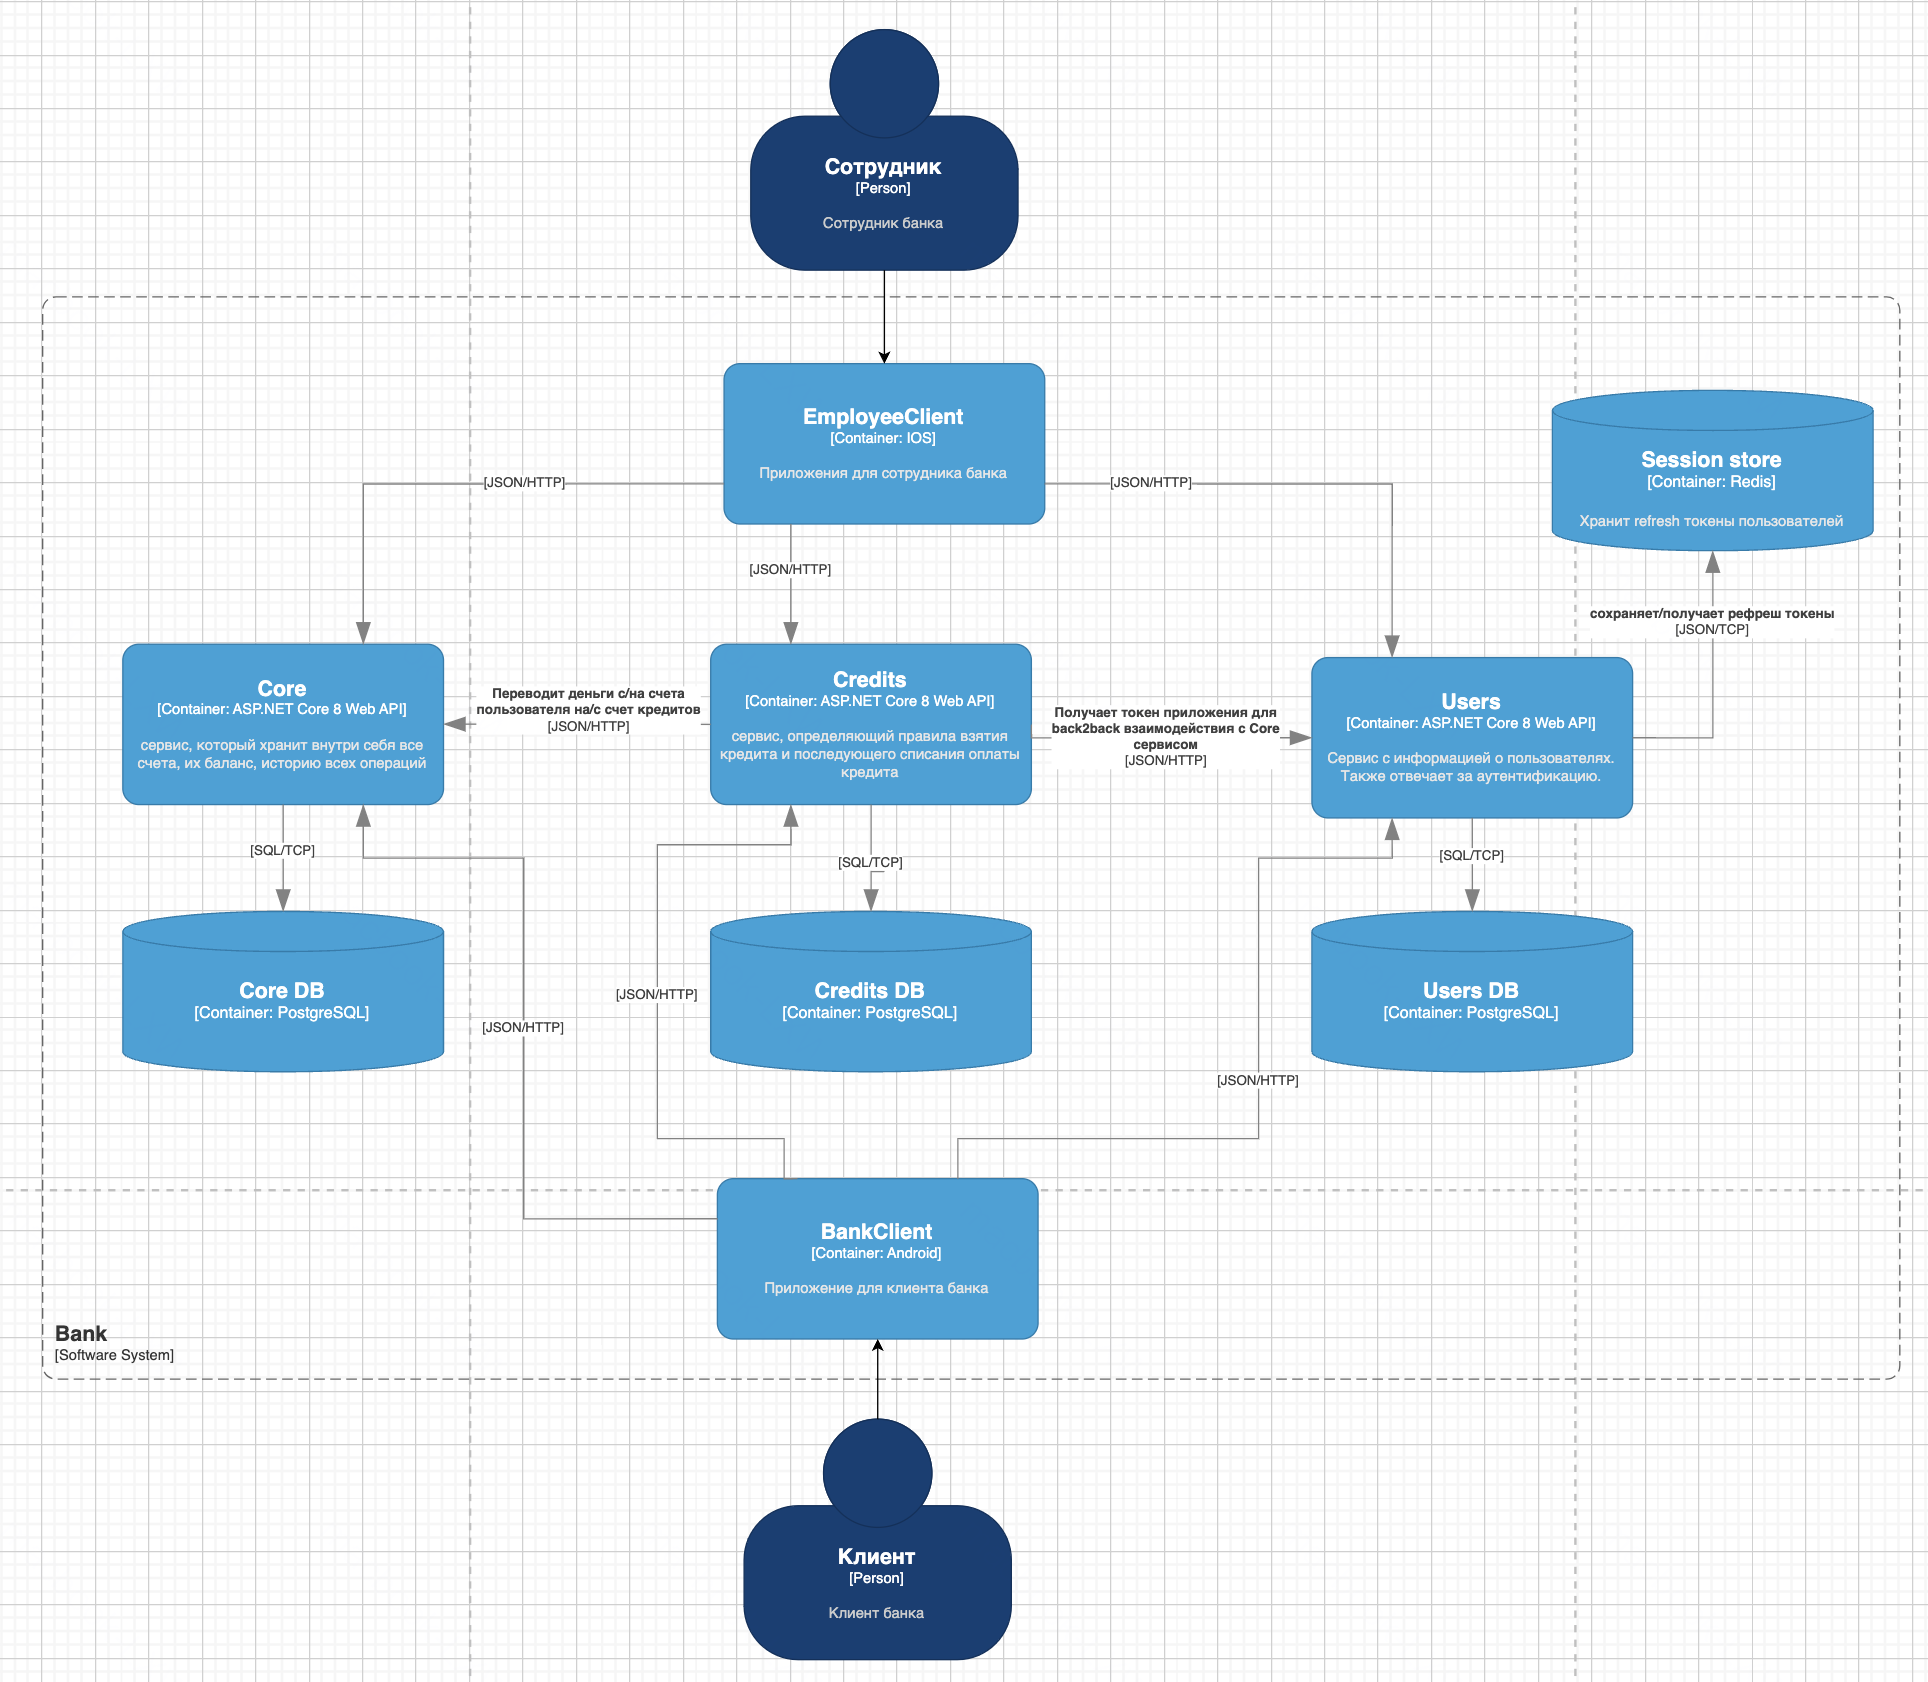 Сотрудник
[Person]
Сотрудник банка
EmployeeClient
[Container: IOS]
Приложения для сотрудника банка
[JSON/HTTP]
[JSON/HTTP]
[JSON/HTTP]
Session store
[Container: Redis]
Хранит refresh токены пользователей
сохраняет/получает рефреш токены
[JSON/TCP]
Core
[Container: ASP.NET Core 8 Web API]
сервис, который хранит внутри себя все
счета, их баланс, историю всех операций
Переводит деньги с/на счета
пользователя на/с счет кредитов
[JSON/HTTP]
Credits
[Container: ASP.NET Core 8 Web API]
сервис, определяющий правила взятия
кредита и последующего списания оплаты
кредита
Получает токен приложения для
back2back взаимодействия с Core
сервисом
[JSON/HTTP]
Users
[Container: ASP.NET Core 8 Web API]
Сервис с информацией о пользователях.
Также отвечает за аутентификацию.
[SQL/TCP]
[SQL/TCP]
[SQL/TCP]
Core DB
[Container: PostgreSQL]
Credits DB
[Container: PostgreSQL]
Users DB
[Container: PostgreSQL]
[JSON/HTTP]
[JSON/HTTP]
[JSON/HTTP]
BankClient
[Container: Android]
Приложение для клиента банка
Bank
[Software System]
Клиент
[Person]
Клиент банка